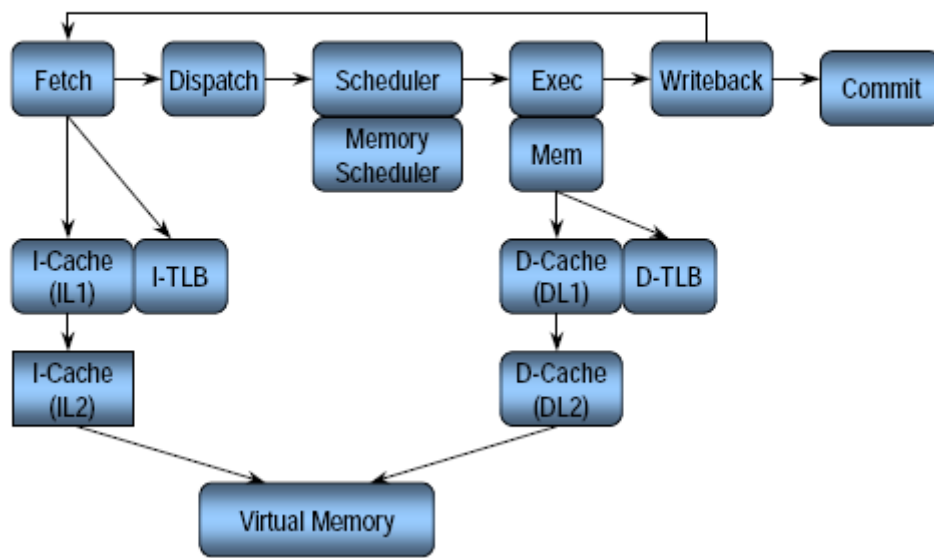 Fetch
Dispatch
Scheduler
Exec
Writeback
Commit
Memory
Scheduler
Mem
I-Cache
(IL1)
I-TLB
D-Cache
(DL1)
D-TLB
I-Cache
(IL2)
D-Cache
(DL2)
Virtual Memory